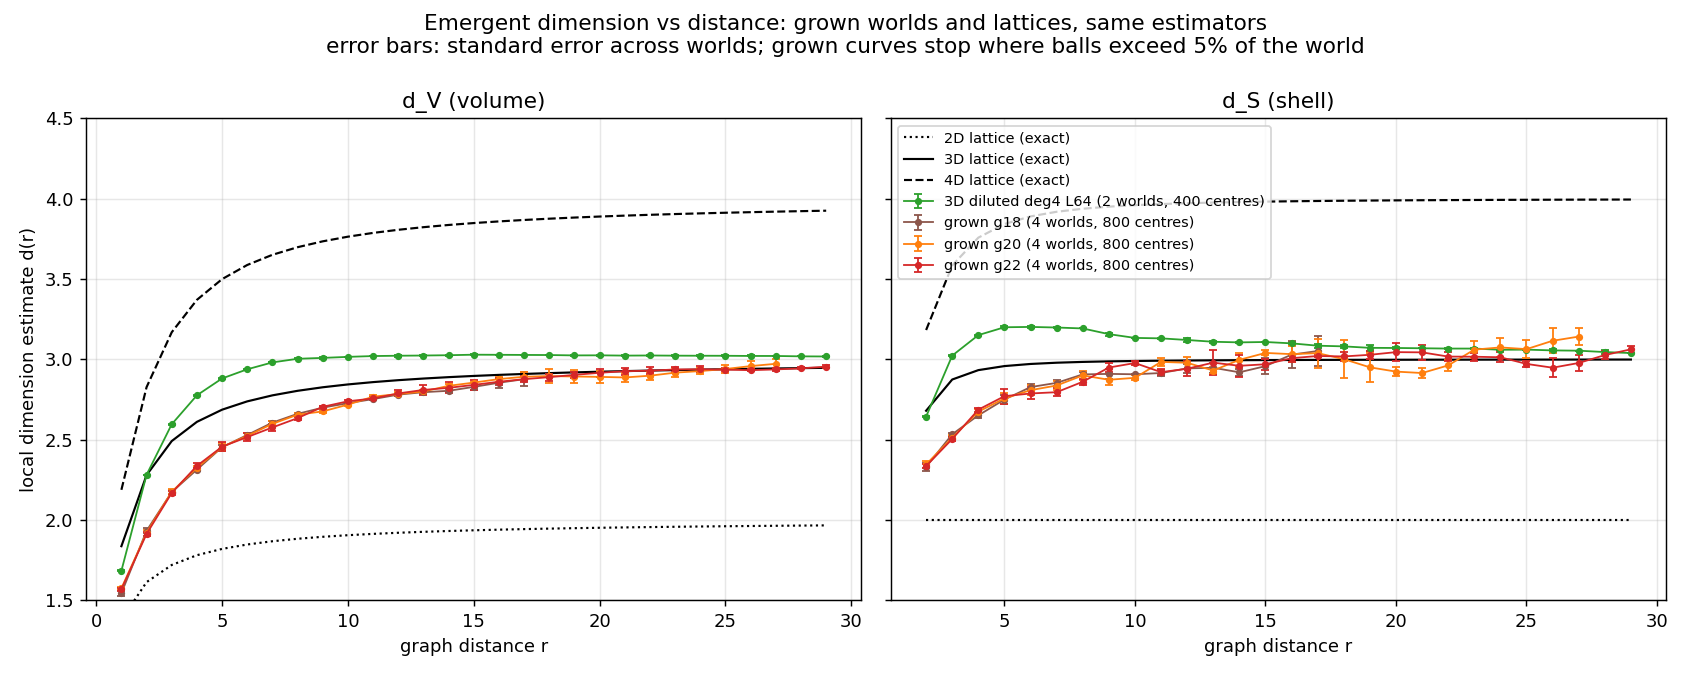 Emergent dimension vs distance: grown worlds and lattices, same estimators
error bars: standard error across worlds; grown curves stop where balls exceed 5% of the world
d_V (volume)
local dimension estimate d(r)
4.5
4.0
3.5
3.0
2.5
2.0
1.5
0
5
10
15
20
25
30
graph distance r
d_S (shell)
2D lattice (exact)
3D lattice (exact)
4D lattice (exact)
3D diluted deg4 L64 (2 worlds, 400 centres)
grown g18 (4 worlds, 800 centres)
grown g20 (4 worlds, 800 centres)
grown g22 (4 worlds, 800 centres)
5
10
15
20
25
30
graph distance r